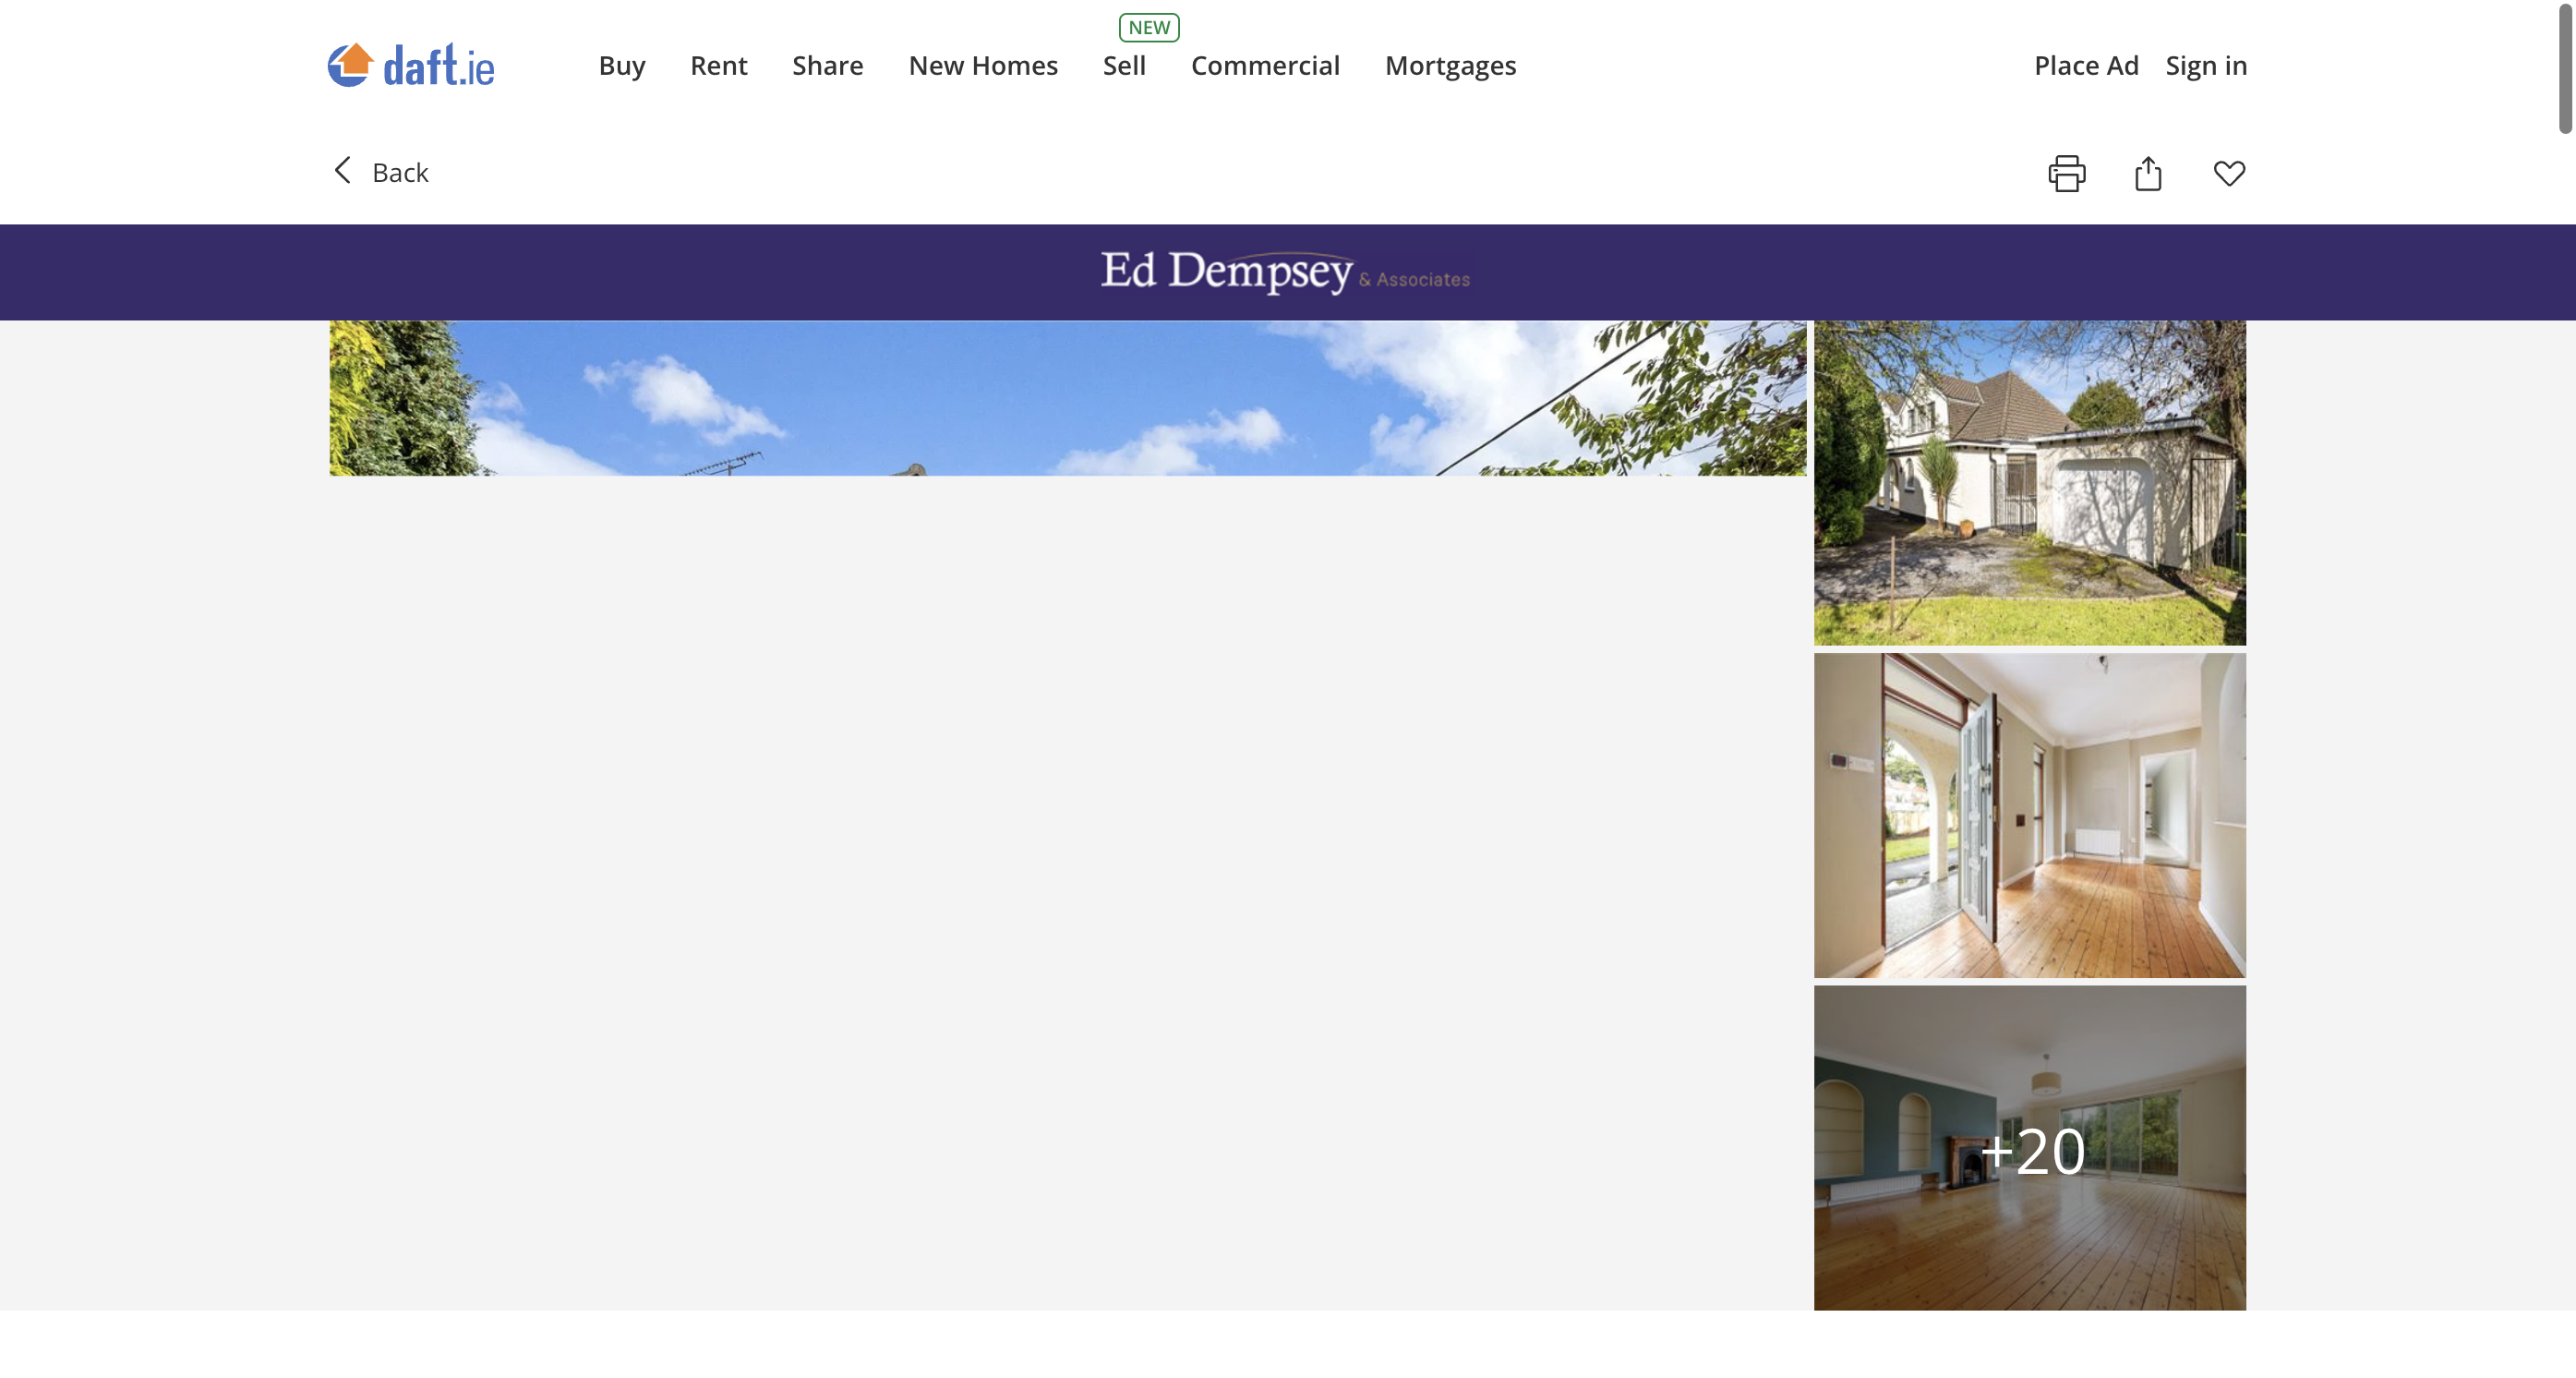 NEW
daft.ie Buy Rent Share New Homes Sell Commercial Mortgages Place Ad Sign in
Back
Ed Dempsey & Associates
+20